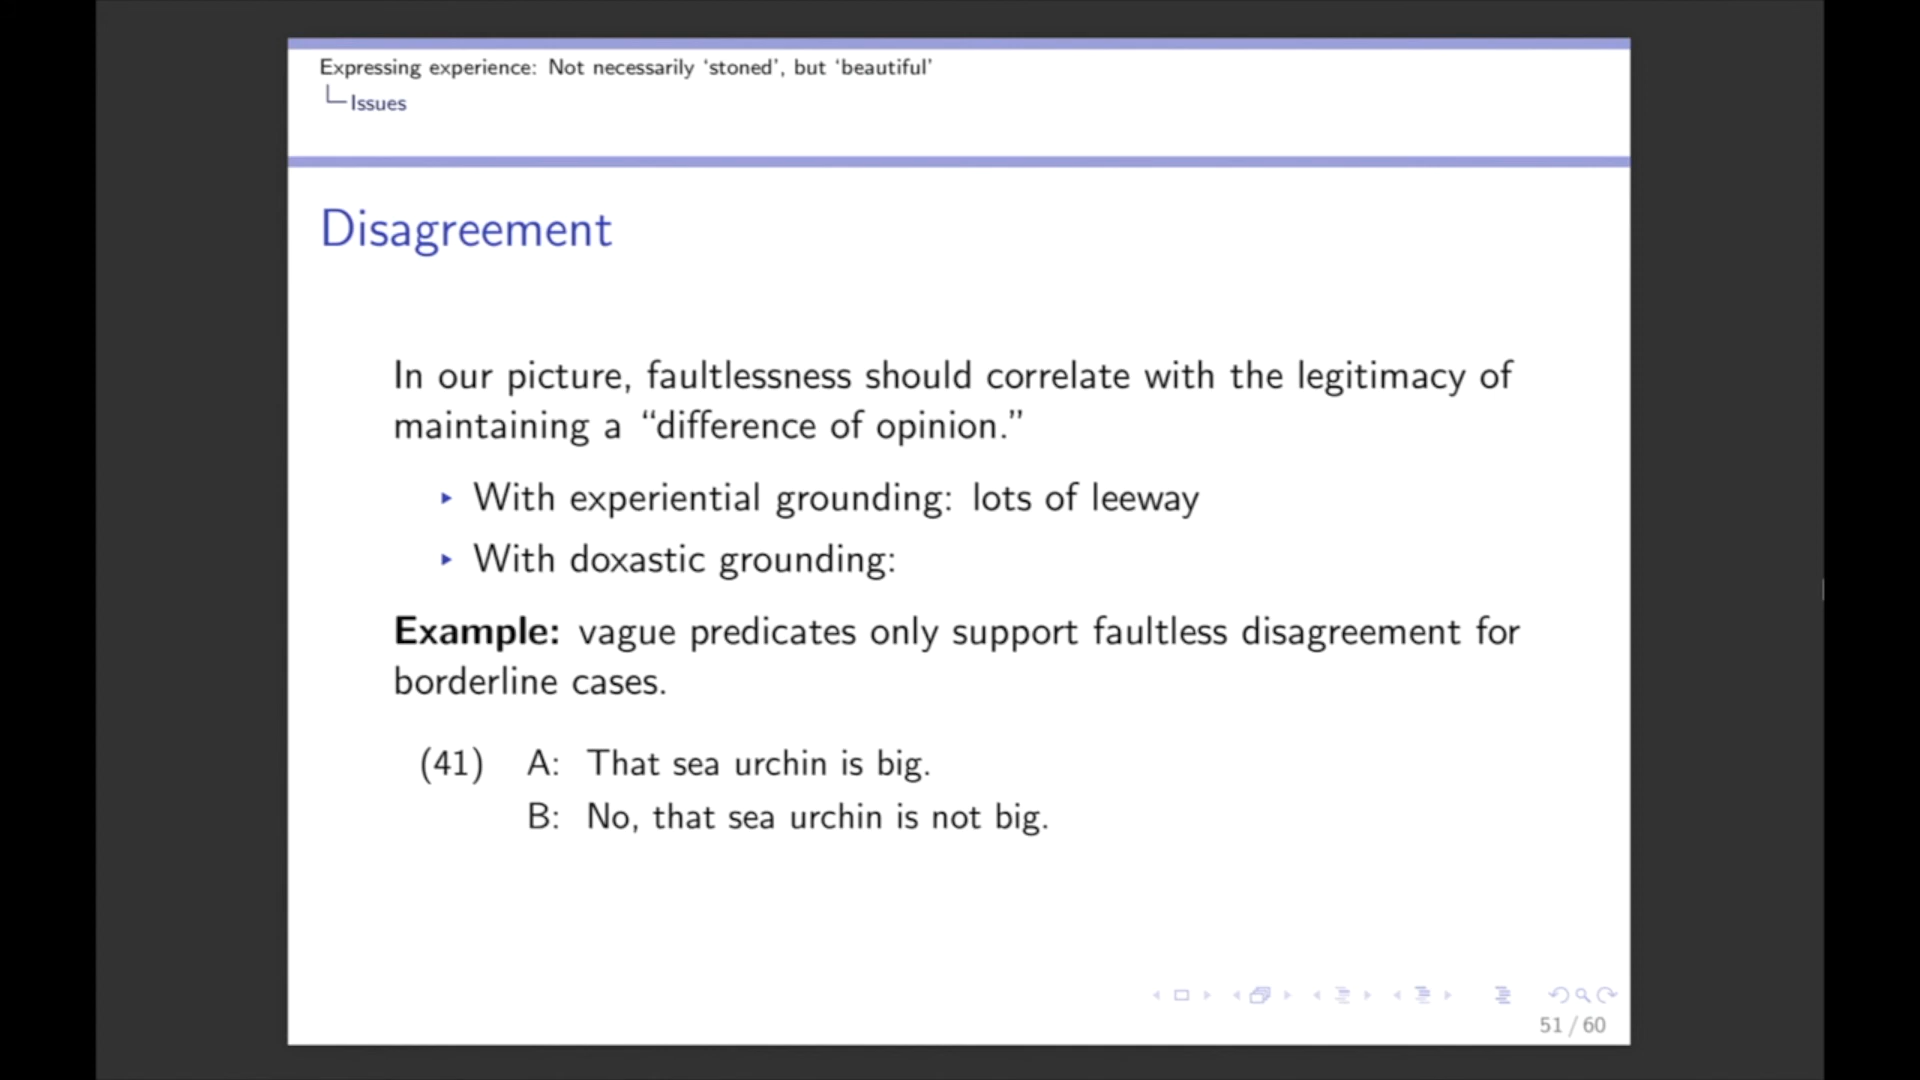 Expressing experience: Not necessarily ‘stoned’, but ‘beautiful’
Issues
Disagreement
In our picture, faultlessness should correlate with the legitimacy of
maintaining a “difference of opinion.”
With experiential grounding: lots of leeway
With doxastic grounding:
Example: vague predicates only support faultless disagreement for
borderline cases.
(41) A: That sea urchin is big.
B: No, that sea urchin is not big.
51 / 60